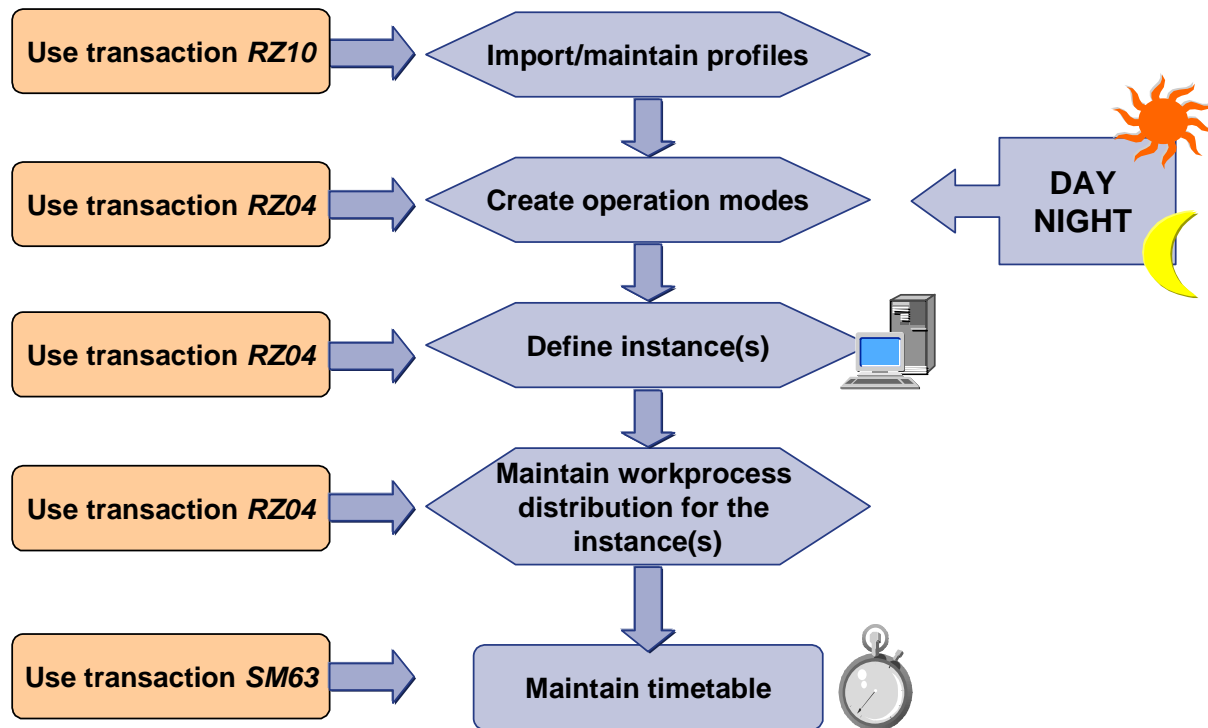 Use transaction RZ10
Import/maintain profiles
Use transaction RZ04
Create operation modes
DAY
NIGHT
Use transaction RZ04
Define instance(s)
Use transaction RZ04
Maintain workprocess
distribution for the
instance(s)
Use transaction SM63
Maintain timetable